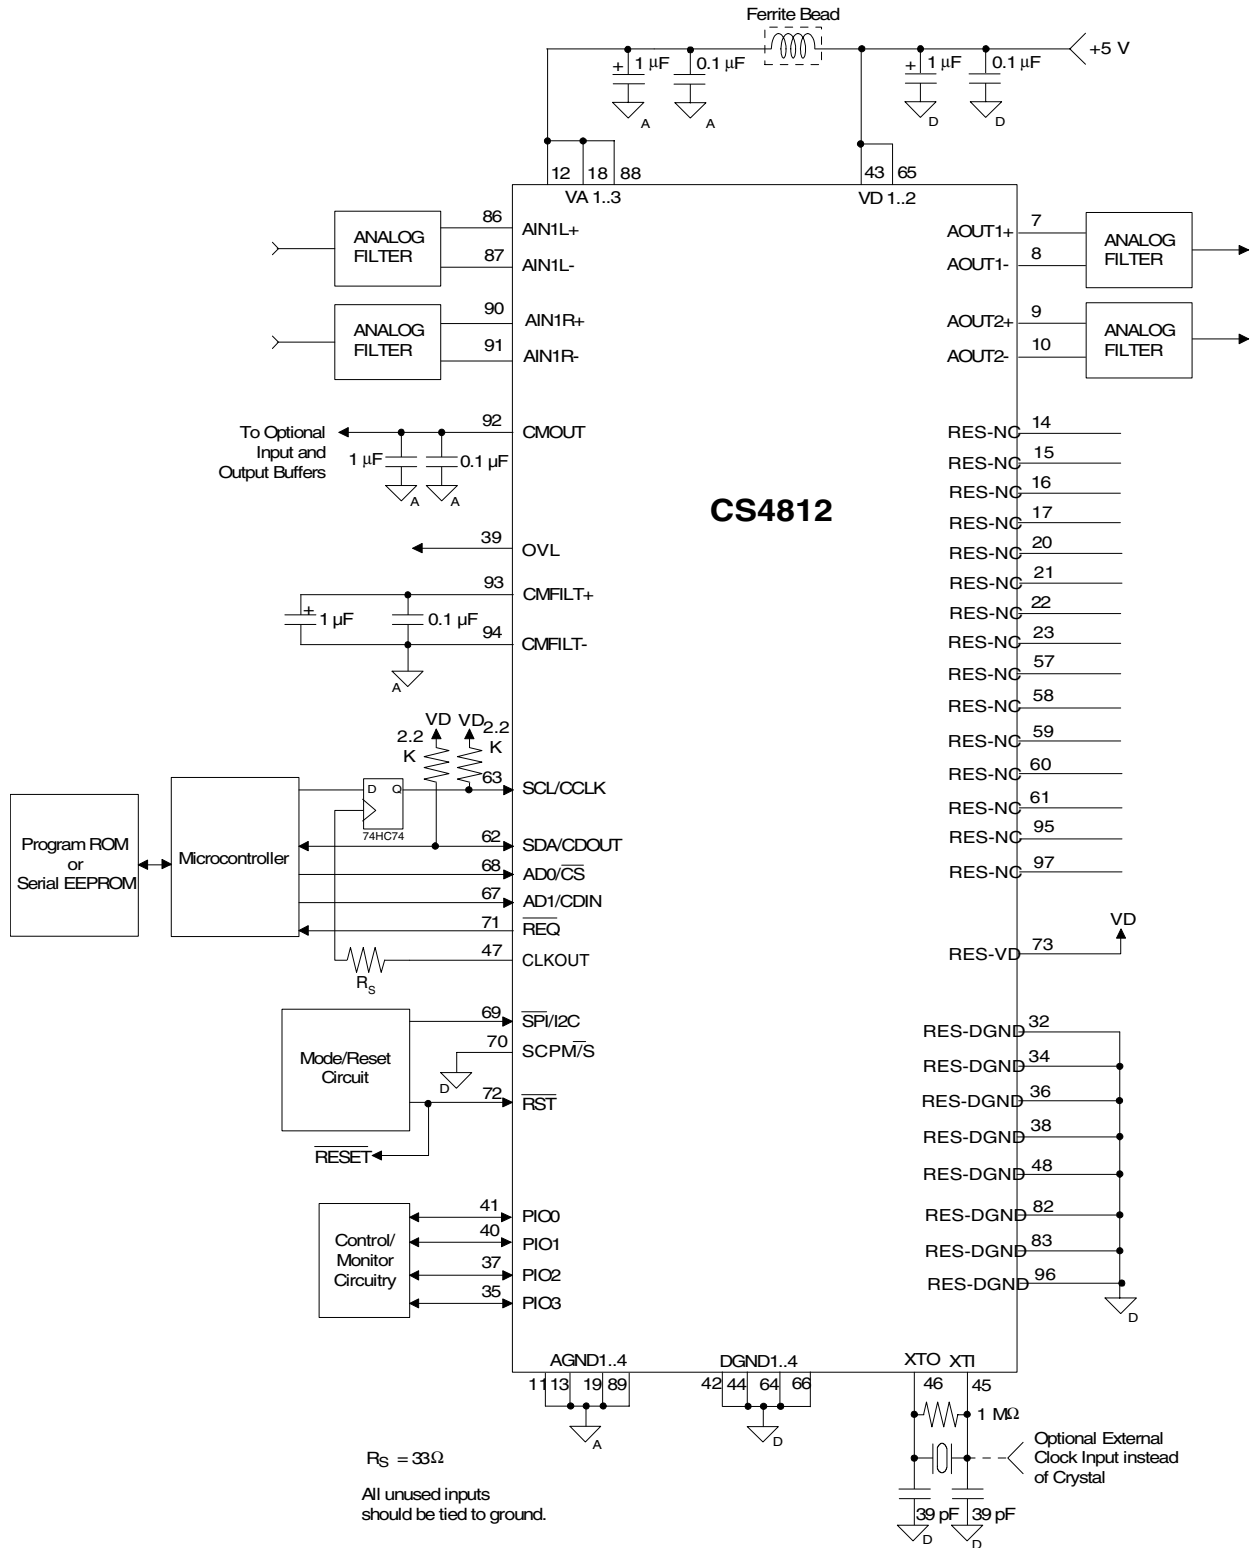 Ferrite Bead
+5 V
+ 1 µF
0.1 µF
+ 1 µF
0.1 µF
A
A
D
D
12 18 88
43 65
VA 1..3
VD 1..2
ANALOG
FILTER
86
AIN1L+
87
AIN1L-
AOUT1+
7
AOUT1-
8
ANALOG
FILTER
ANALOG
FILTER
90
AIN1R+
91
AIN1R-
AOUT2+
9
AOUT2-
10
ANALOG
FILTER
To Optional
Input and
Output Buffers
92
CMOUT
1 µF
0.1 µF
A
A
CS4812
39
OVL
93
CMFILT+
+
1 µF
0.1 µF
94
CMFILT-
A
RES-NC 14
RES-NC 15
RES-NC 16
RES-NC 17
RES-NC 20
RES-NC 21
RES-NC 22
RES-NC 23
RES-NC 57
RES-NC 58
RES-NC 59
RES-NC 60
RES-NC 61
RES-NC 95
RES-NC 97
VD
VD
2.2
K
2.2
K
Program ROM
or
Serial EEPROM
Microcontroller
D Q
74HC74
63
SCL/CCLK
62
SDA/CDOUT
68
AD0/CS
67
AD1/CDIN
71
REQ
47
CLKOUT
RS
VD
RES-VD 73
Mode/Reset
Circuit
69
SPI/I2C
70
SCPM/S
D
72
RST
RESET
RES-DGND 32
RES-DGND 34
RES-DGND 36
RES-DGND 38
RES-DGND 48
RES-DGND 82
RES-DGND 83
RES-DGND 96
D
Control/
Monitor
Circuitry
41
PIO0
40
PIO1
37
PIO2
35
PIO3
AGND1..4
11 13 19 89
A
DGND1..4
42 44 64 66
D
XTO XTI
46 45
1 MΩ
Optional External
Clock Input instead
of Crystal
39 pF
39 pF
D
D
RS = 33Ω
All unused inputs
should be tied to ground.